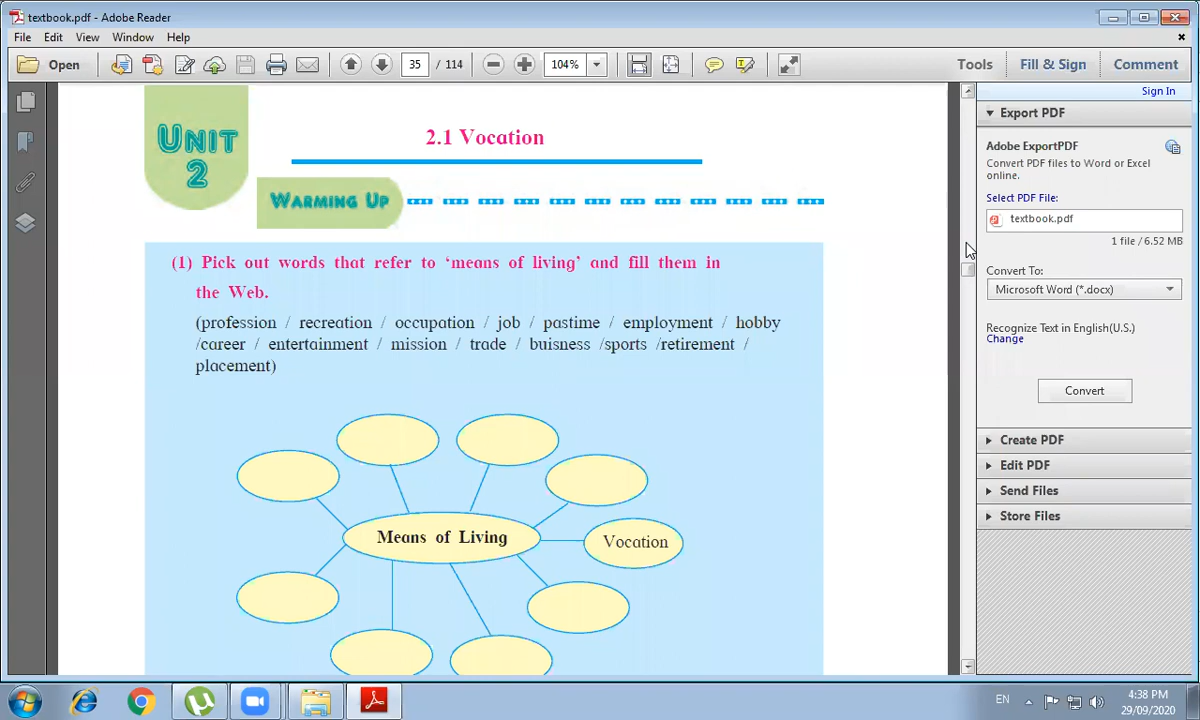 textbook.pdf - Adobe Reader
File Edit View Window Help
Open 35 / 114 104% Tools Fill & Sign Comment
Sign In
UNIT
2
2.1 Vocation
WARMING UP
(1) Pick out words that refer to ‘means of living’ and fill them in
the Web.
(profession / recreation / occupation / job / pastime / employment / hobby
/career / entertainment / mission / trade / buisness /sports /retirement /
placement)
Means of Living
Vocation
Export PDF
Adobe ExportPDF
Convert PDF files to Word or Excel
online.
Select PDF File:
textbook.pdf
1 file / 6.52 MB
Convert To:
Microsoft Word (*.docx)
Recognize Text in English(U.S.)
Change
Convert
Create PDF
Edit PDF
Send Files
Store Files
EN
4:38 PM
29/09/2020